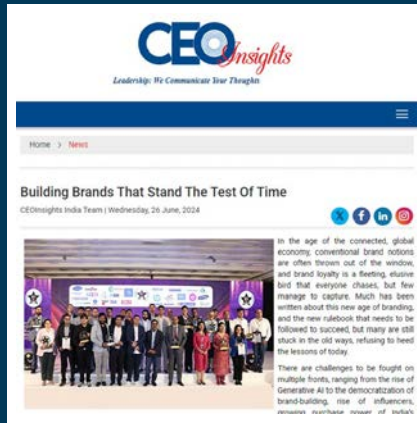 CEOInsights
Leadership: We Communicate Your Thoughts
Home > News
Building Brands That Stand The Test Of Time
CEOInsights India Team | Wednesday, 26 June, 2024
In the age of the connected, global
economy, conventional brand notions
are often thrown out of the window,
and brand loyalty is a fleeting, elusive
bird that everyone chases, but few
manage to capture. Much has been
written about this new age of branding,
and the new rulebook that needs to be
followed to succeed, but many are still
stuck in the old ways, refusing to heed
the lessons of today.
There are challenges to be fought on
multiple fronts, ranging from the rise of
Generative AI to the democratization of
brand-building, rise of influencers,
growing purchase power of India's